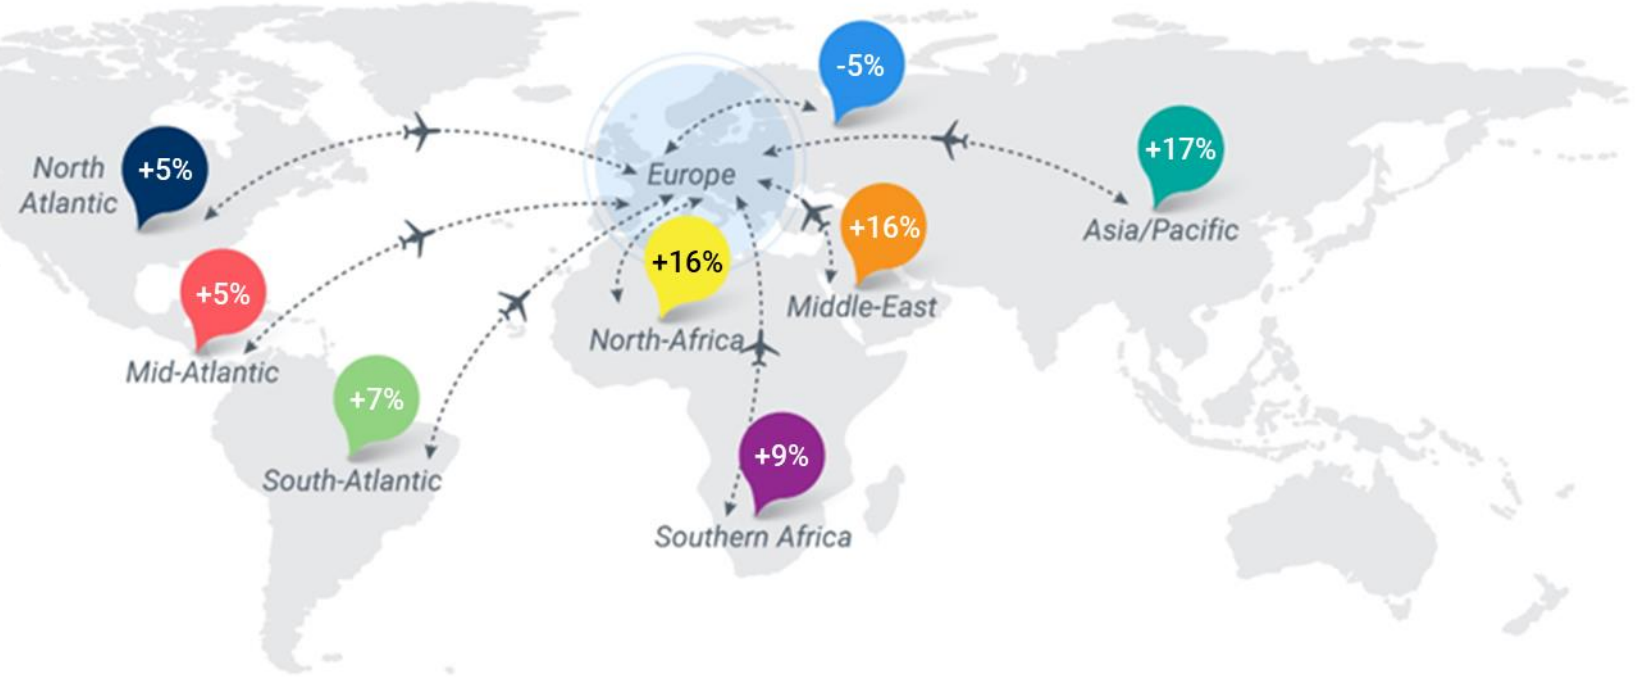 -5%
+17%
Asia/Pacific
North
Atlantic
+5%
Europe
+16%
Middle-East
+16%
North-Africa
+5%
Mid-Atlantic
+7%
South-Atlantic
+9%
Southern Africa